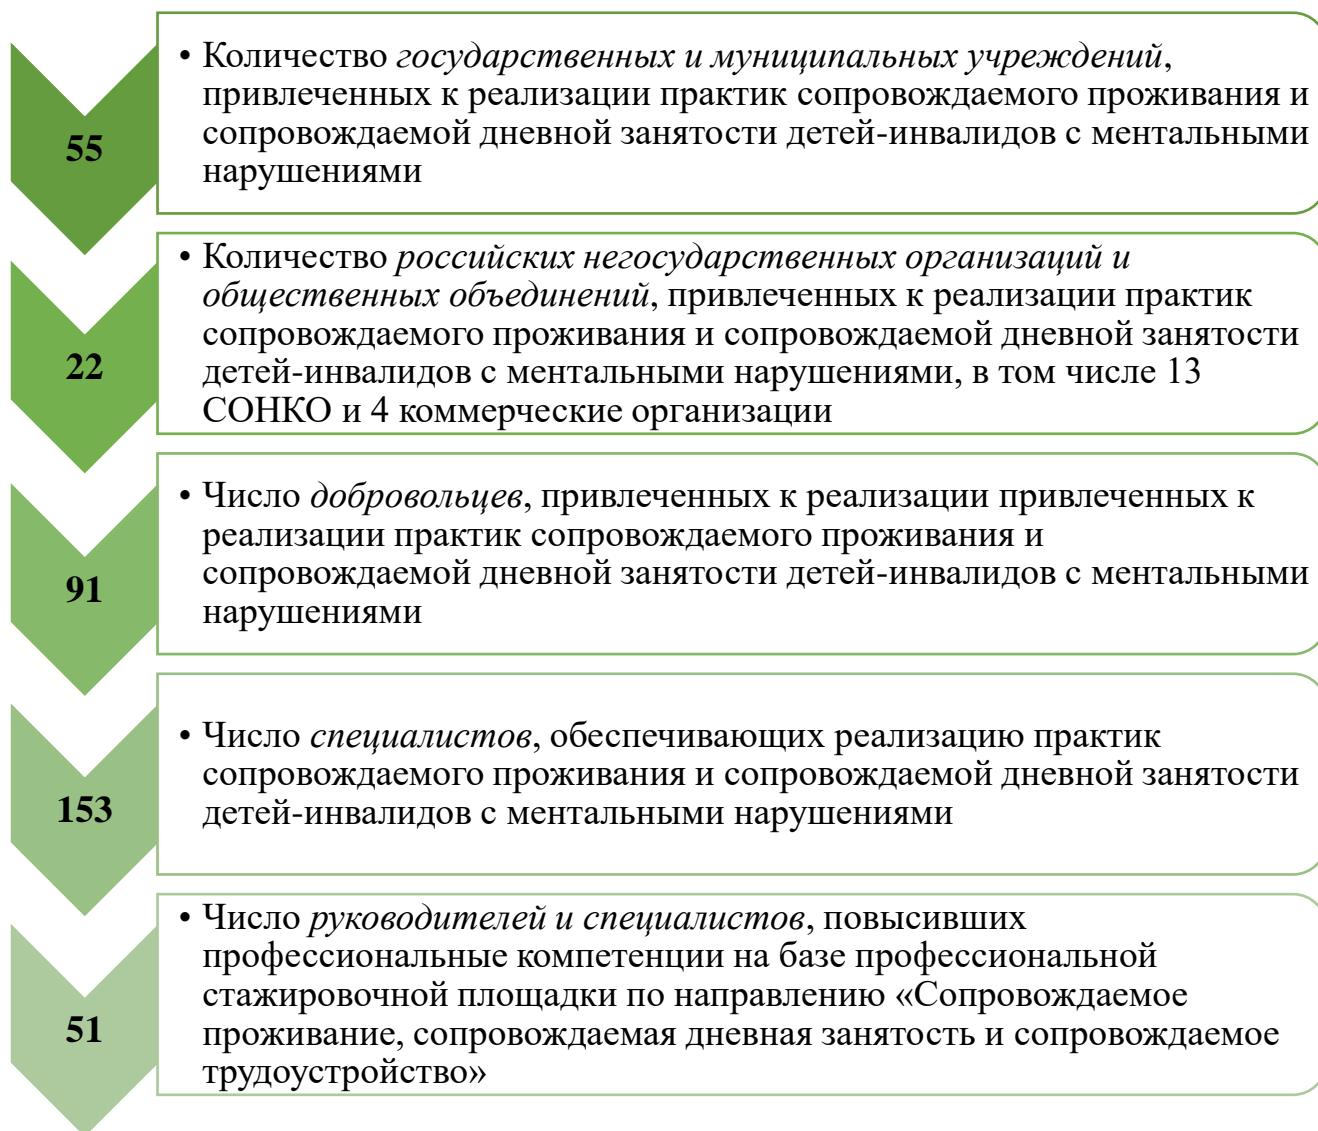 55
• Количество государственных и муниципальных учреждений,
привлеченных к реализации практик сопровождаемого проживания и
сопровождаемой дневной занятости детей-инвалидов с ментальными
нарушениями
22
• Количество российских негосударственных организаций и
общественных объединений, привлеченных к реализации практик
сопровождаемого проживания и сопровождаемой дневной занятости
детей-инвалидов с ментальными нарушениями, в том числе 13
СОНКО и 4 коммерческие организации
91
• Число добровольцев, привлеченных к реализации привлеченных к
реализации практик сопровождаемого проживания и
сопровождаемой дневной занятости детей-инвалидов с ментальными
нарушениями
153
• Число специалистов, обеспечивающих реализацию практик
сопровождаемого проживания и сопровождаемой дневной занятости
детей-инвалидов с ментальными нарушениями
51
• Число руководителей и специалистов, повысивших
профессиональные компетенции на базе профессиональной
стажировочной площадки по направлению «Сопровождаемое
проживание, сопровождаемая дневная занятость и сопровождаемое
трудоустройство»